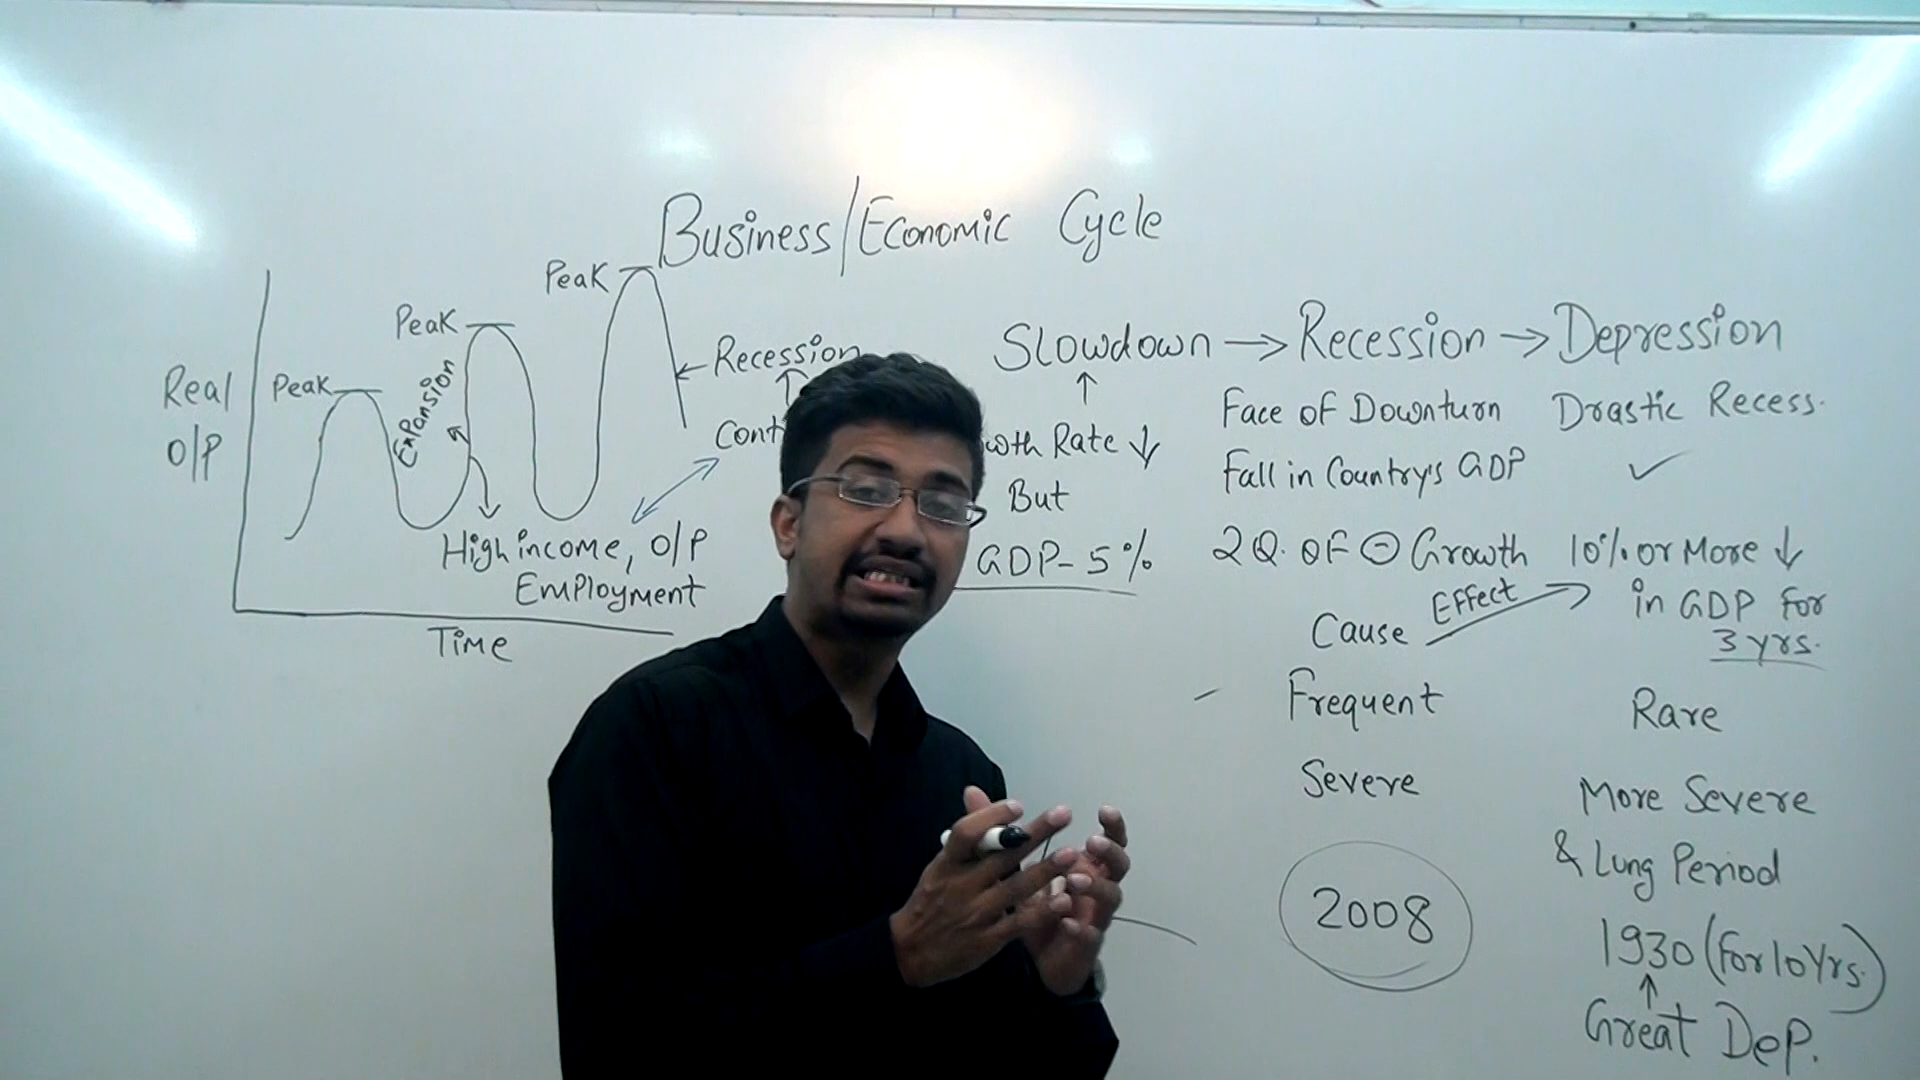 Business/Economic Cycle
Peak
Peak
Peak
Expansion
Real
O/P
Time
High income, O/P
Employment
Recession
Slowdown → Recession → Depression
Rate ↓
But
GDP-5%
Face of Downturn
Fall in Country's GDP
2Q. OF ⊖ Growth
Cause Effect
Frequent
Severe
2008
Drastic Recess.
✓
10% or More ↓
in GDP For
3 yrs.
Rare
More Severe
& Lung Period
1930 (For 10 Yrs.)
↑
Great Dep.